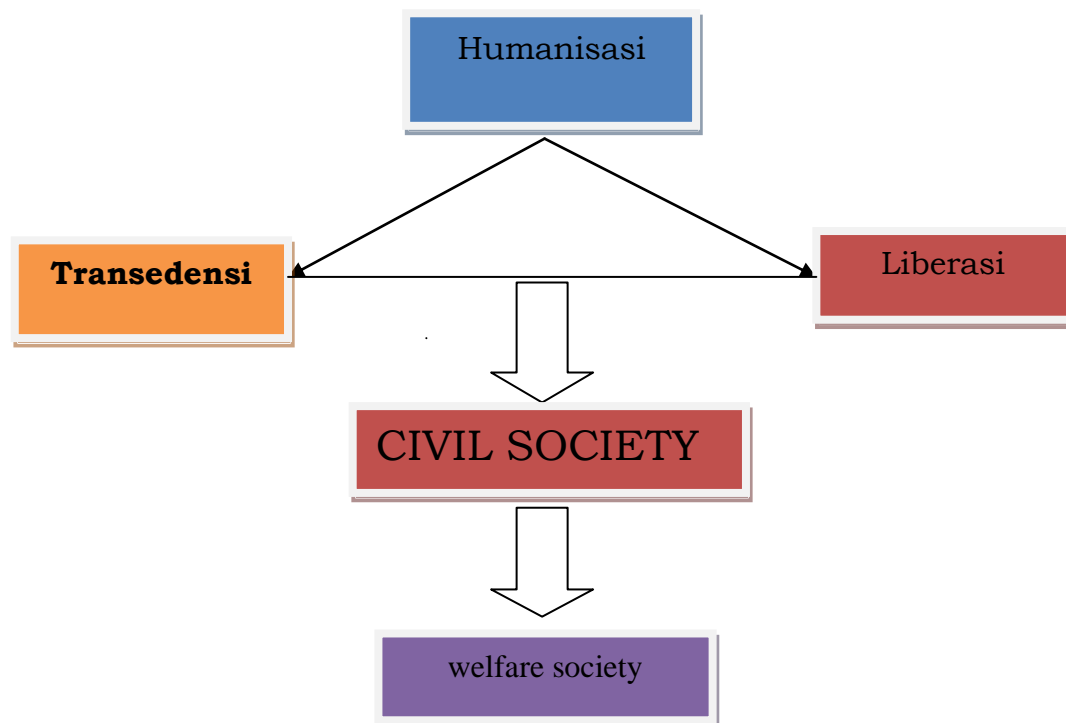 Humanisasi
Transedensi
Liberasi
CIVIL SOCIETY
welfare society